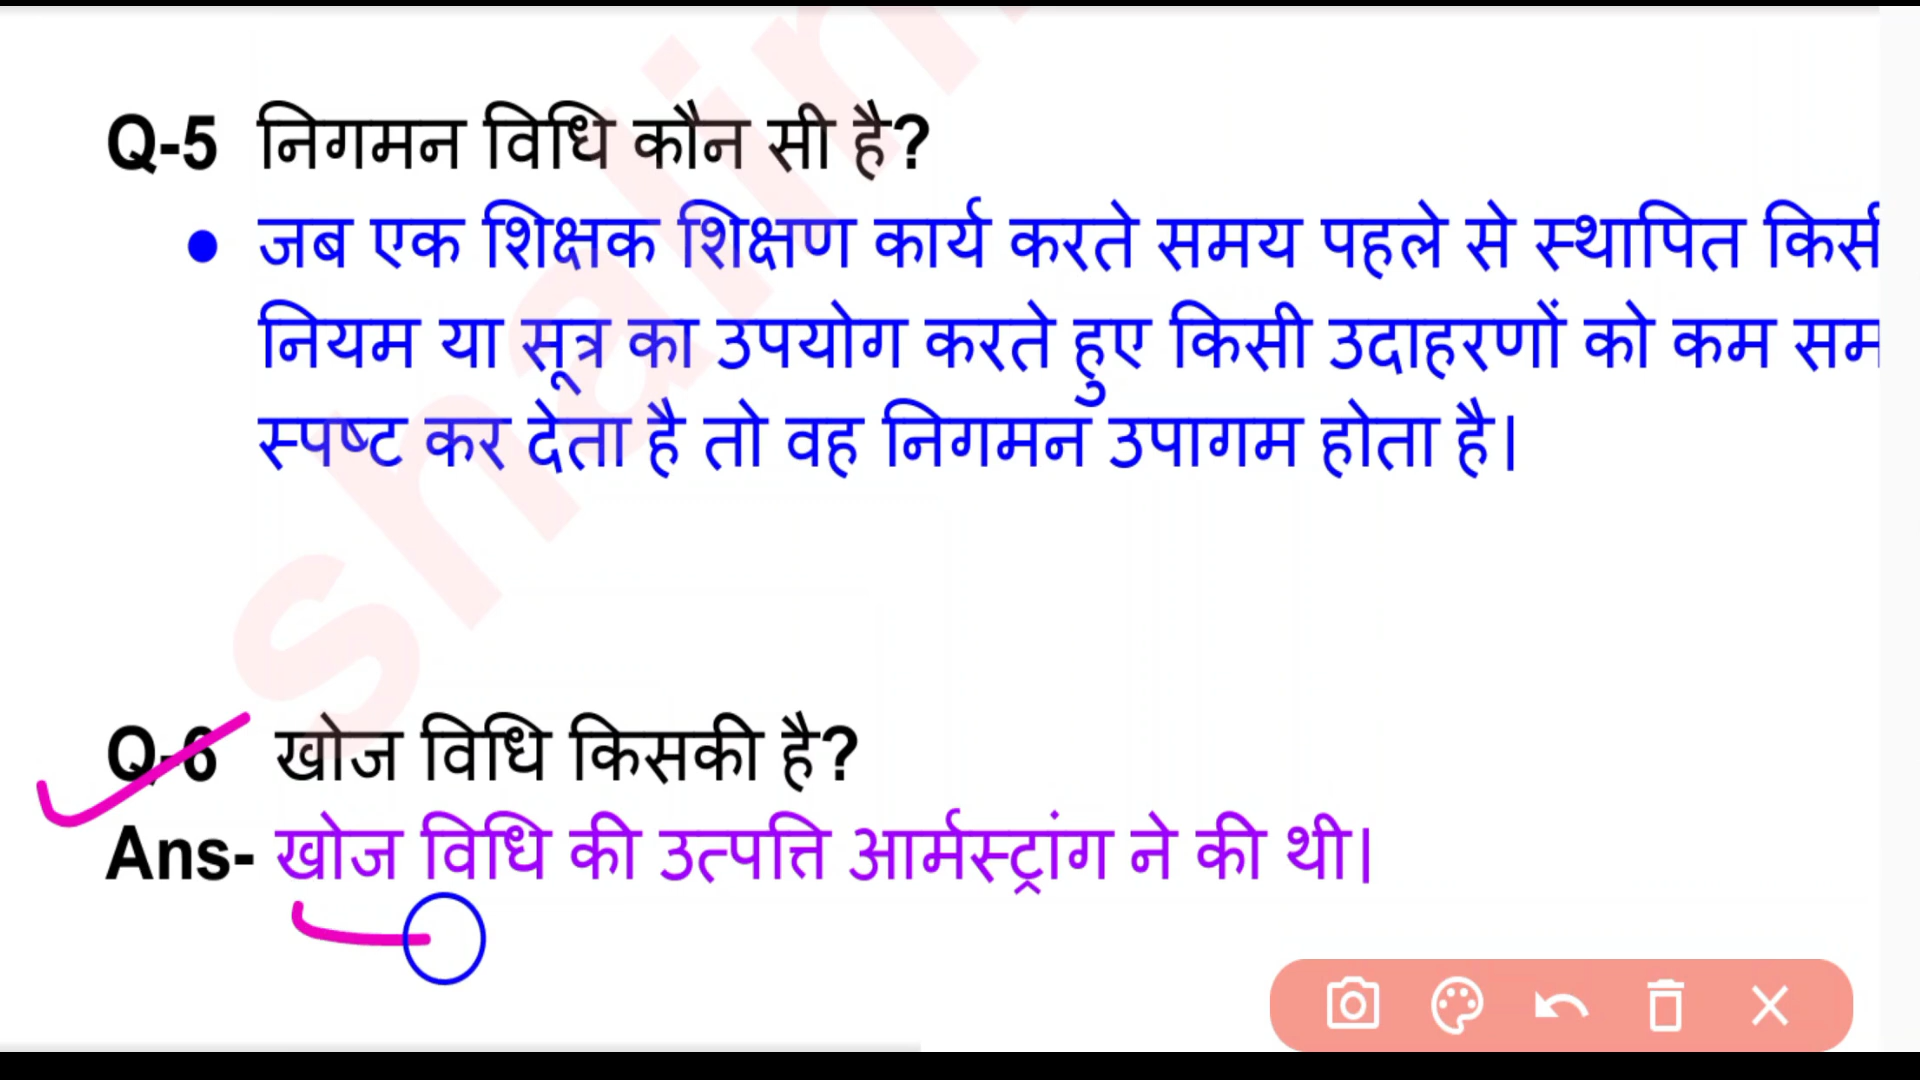 Q-5 निगमन विधि कौन सी है?
• जब एक शिक्षक शिक्षण कार्य करते समय पहले से स्थापित किसी
नियम या सूत्र का उपयोग करते हुए किसी उदाहरणों को कम
स्पष्ट कर देता है तो वह निगमन उपागम होता है।
Q-6 खोज विधि किसकी है?
Ans- खोज विधि की उत्पत्ति आर्मस्ट्रांग ने की थी।